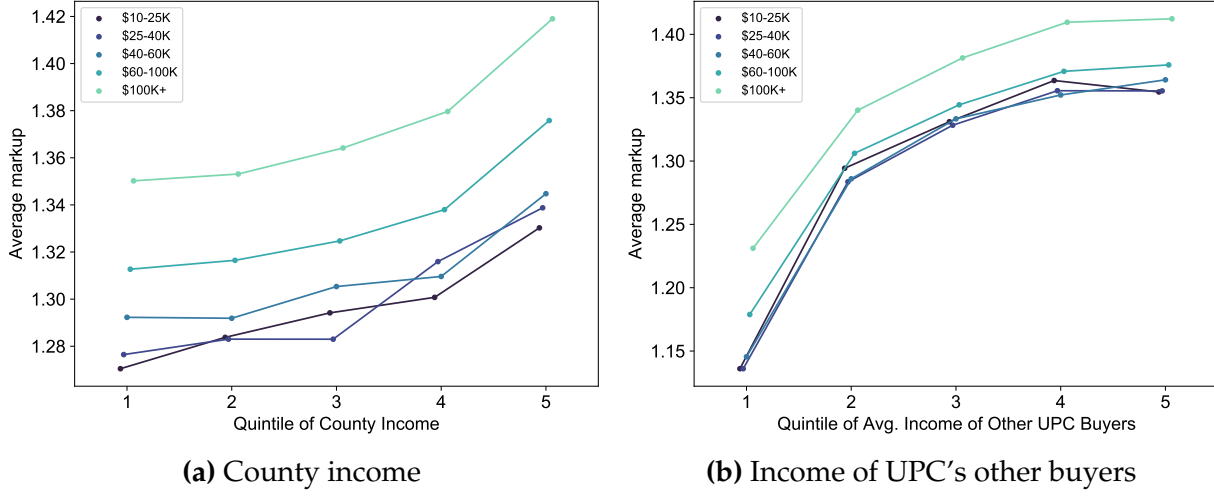 1.42
1.40
1.38
1.36
1.34
1.32
1.30
1.28
Average markup
$10-25K
$25-40K
$40-60K
$60-100K
$100K+
1 2 3 4 5
Quintile of County Income
(a) County income
1.40
1.35
1.30
1.25
1.20
1.15
Average markup
$10-25K
$25-40K
$40-60K
$60-100K
$100K+
1 2 3 4 5
Quintile of Avg. Income of Other UPC Buyers
(b) Income of UPC’s other buyers